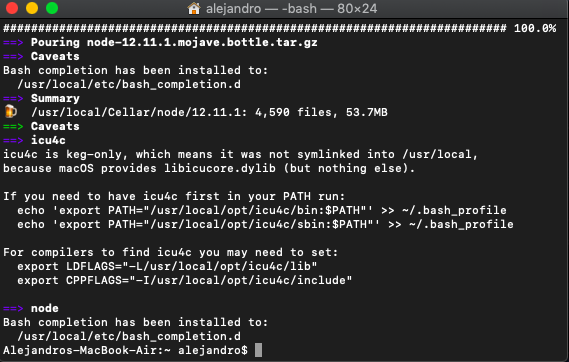 alejandro — -bash — 80×24
######################################################################## 100.0%
==> Pouring node-12.11.1.mojave.bottle.tar.gz
==> Caveats
Bash completion has been installed to:
  /usr/local/etc/bash_completion.d
==> Summary
🍺  /usr/local/Cellar/node/12.11.1: 4,590 files, 53.7MB
==> Caveats
==> icu4c
icu4c is keg-only, which means it was not symlinked into /usr/local,
because macOS provides libicucore.dylib (but nothing else).

If you need to have icu4c first in your PATH run:
  echo 'export PATH="/usr/local/opt/icu4c/bin:$PATH"' >> ~/.bash_profile
  echo 'export PATH="/usr/local/opt/icu4c/sbin:$PATH"' >> ~/.bash_profile

For compilers to find icu4c you may need to set:
  export LDFLAGS="-L/usr/local/opt/icu4c/lib"
  export CPPFLAGS="-I/usr/local/opt/icu4c/include"

==> node
Bash completion has been installed to:
  /usr/local/etc/bash_completion.d
Alejandros-MacBook-Air:~ alejandro$